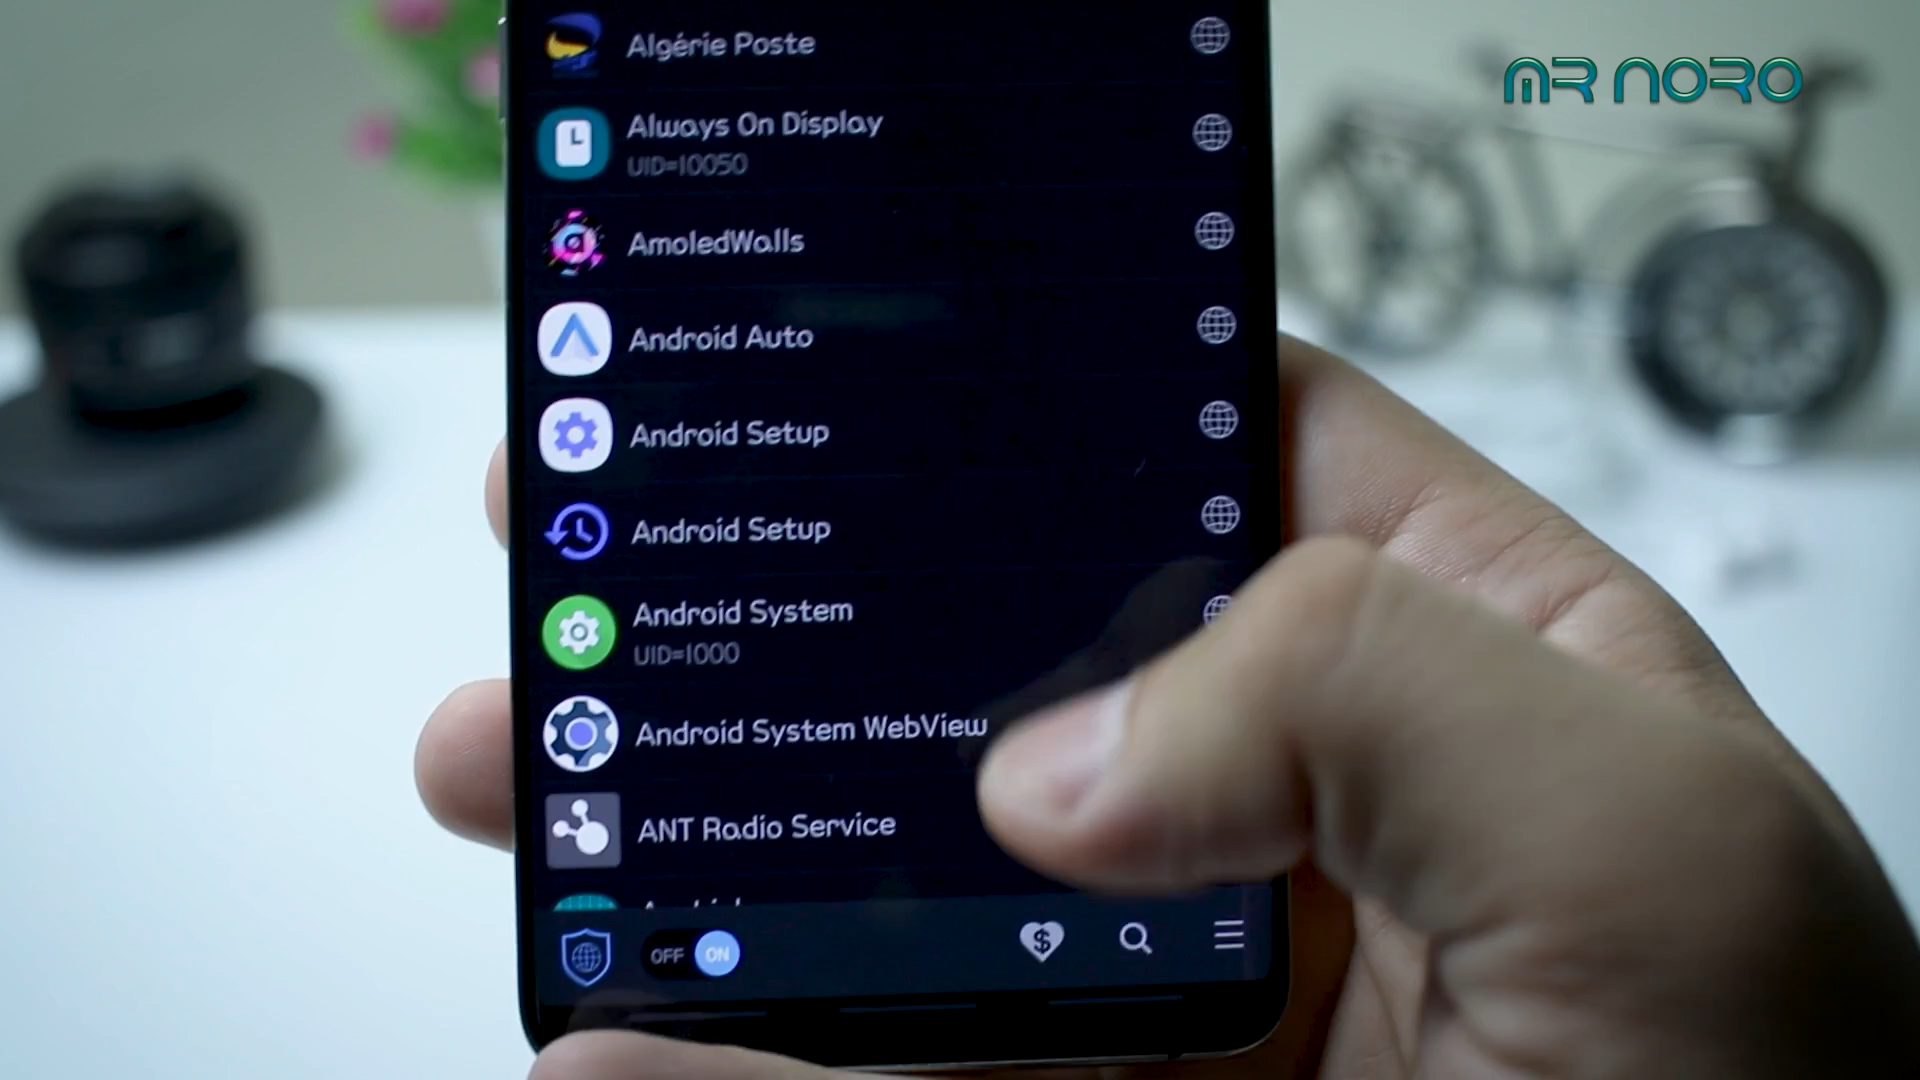 MR NORO
Algérie Poste
Always On Display
UID=10050
AmoledWalls
Android Auto
Android Setup
Android Setup
Android System
UID=1000
Android System WebView
ANT Radio Service
OFF ON